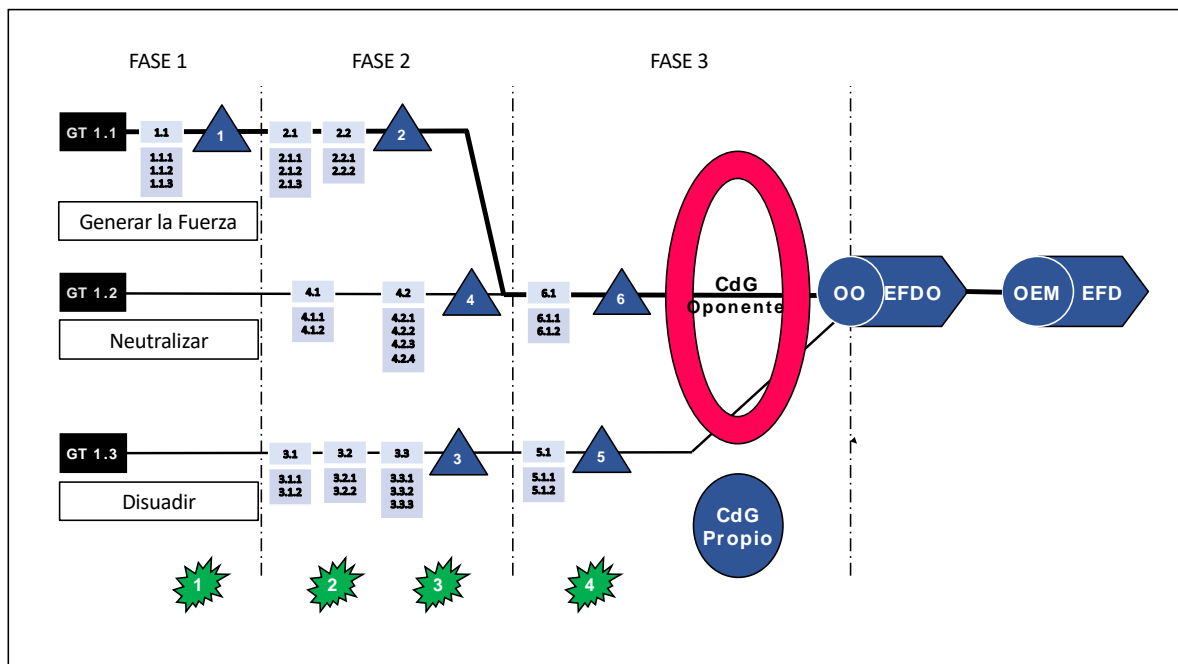 FASE 1
FASE 2
FASE 3
GT 1.1
1.1
1
2.1
2.2
2
1.1.1
1.1.2
1.1.3
2.1.1
2.1.2
2.1.3
2.2.1
2.2.2
Generar la Fuerza
GT 1.2
4.1
4.2
4
6.1
6
CdG
Oponente
OO
EFDO
OEM
EFD
4.1.1
4.1.2
4.2.1
4.2.2
4.2.3
4.2.4
6.1.1
6.1.2
Neutralizar
GT 1.3
3.1
3.2
3.3
3
5.1
5
3.1.1
3.1.2
3.2.1
3.2.2
3.3.1
3.3.2
3.3.3
5.1.1
5.1.2
Disuadir
CdG
Propio
1
2
3
4